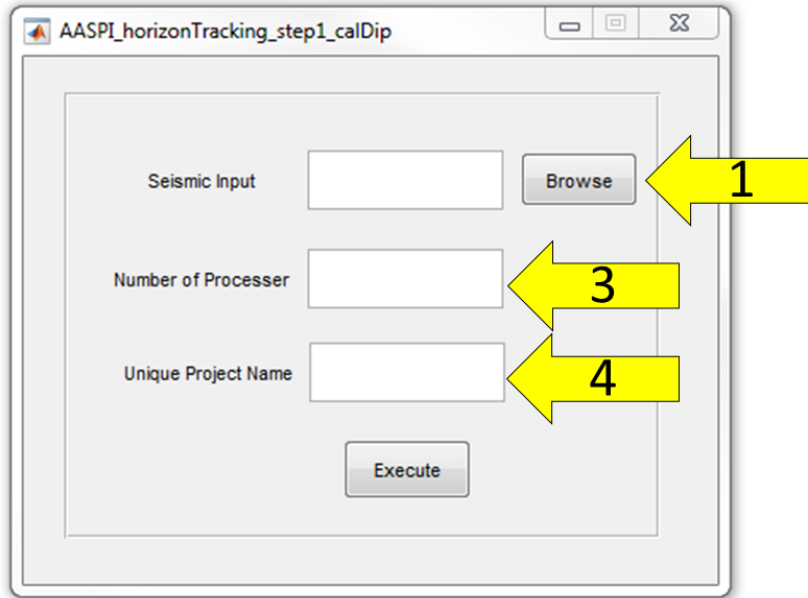 AASPI_horizonTracking_step1_calDip
Seismic Input
Browse
1
Number of Processer
3
Unique Project Name
4
Execute